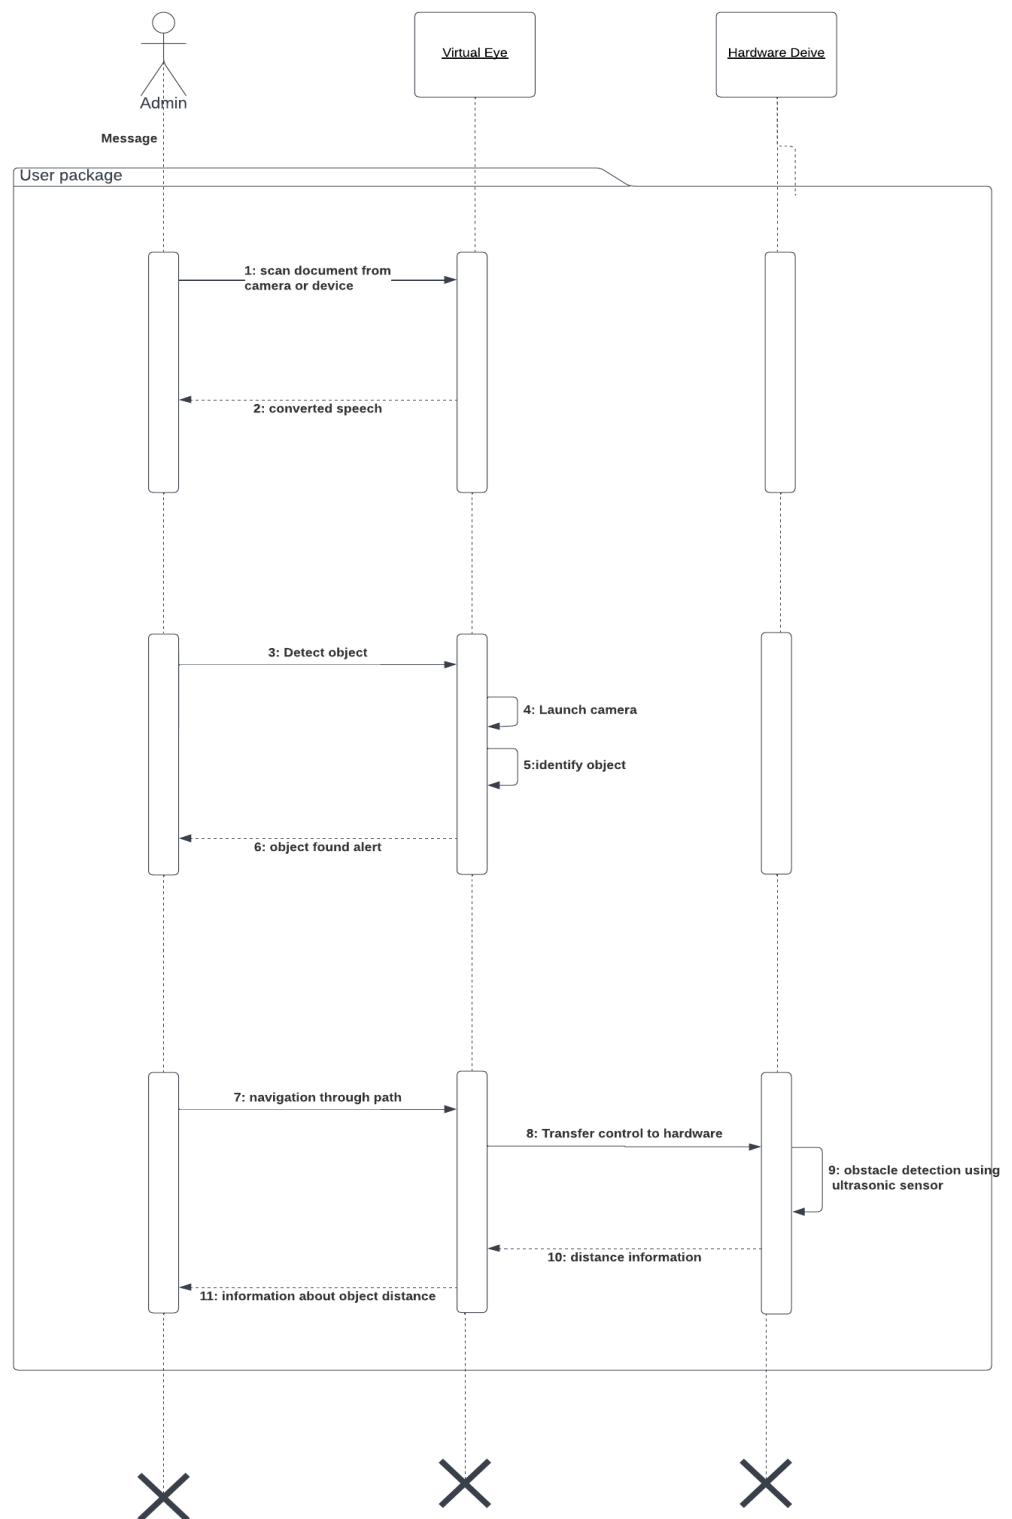 Virtual Eye
Hardware Deive
Admin
Message
User package
1: scan document from
camera or device
2: converted speech
3: Detect object
4: Launch camera
5:identify object
6: object found alert
7: navigation through path
8: Transfer control to hardware
9: obstacle detection using
ultrasonic sensor
10: distance information
11: information about object distance